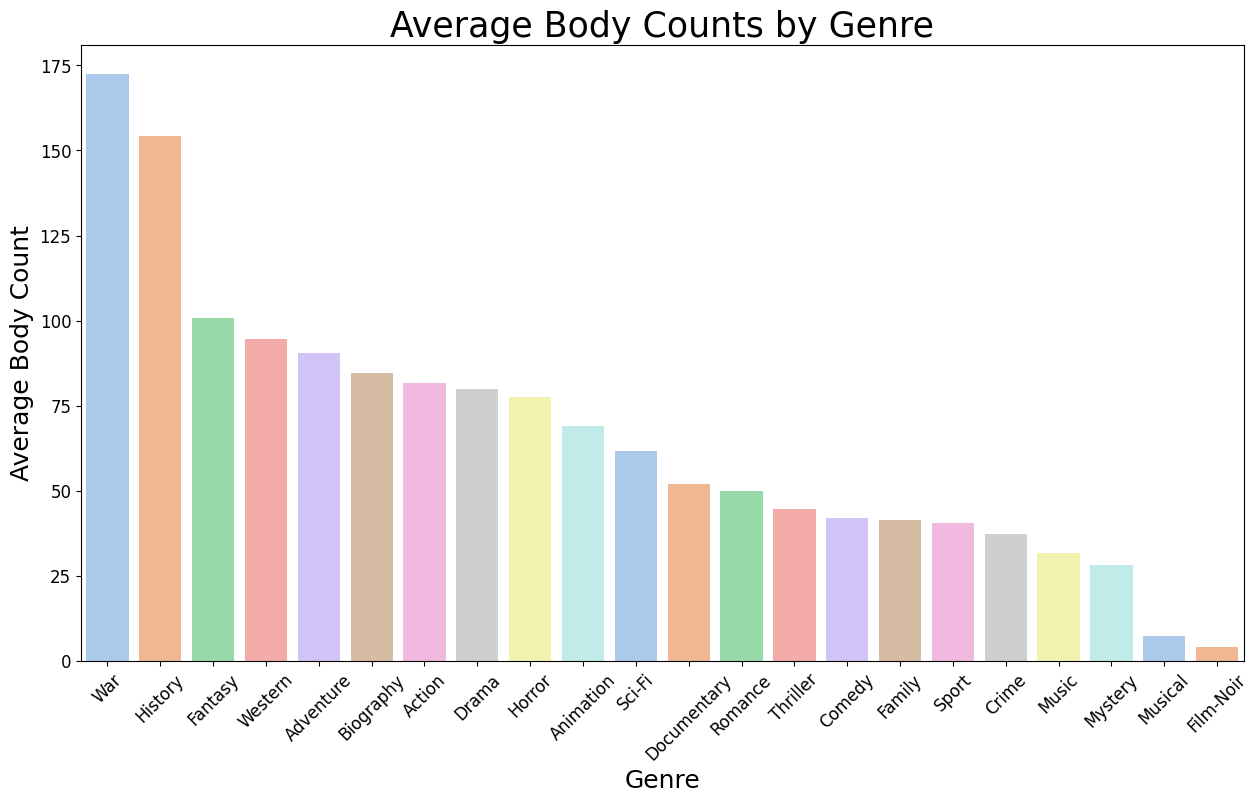 Average Body Counts by Genre
Average Body Count
175
150
125
100
75
50
25
0
War
History
Fantasy
Western
Adventure
Biography
Action
Drama
Horror
Animation
Sci-Fi
Documentary
Romance
Thriller
Comedy
Family
Sport
Crime
Music
Mystery
Musical
Film-Noir
Genre